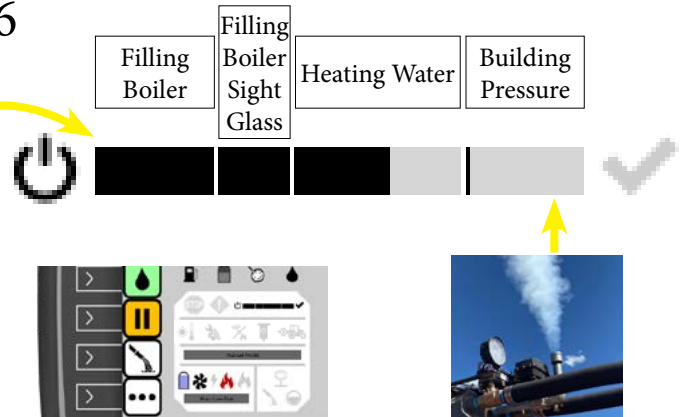 6
Filling
Boiler
Filling
Boiler
Sight
Glass
Heating Water
Building
Pressure